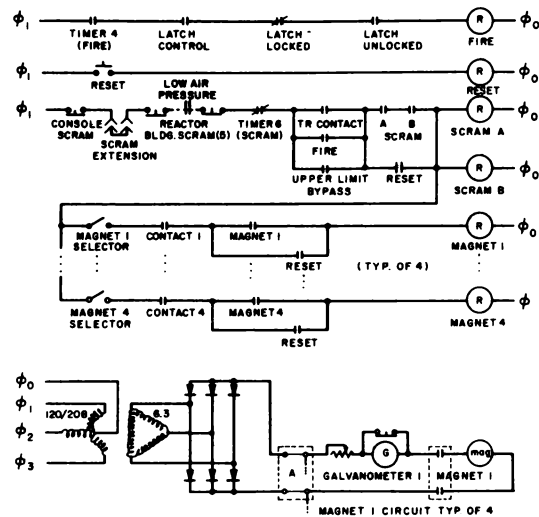 ϕ1 TIMER 4 (FIRE) LATCH CONTROL LATCH - LOCKED LATCH UNLOCKED R FIRE ϕ0
ϕ1 RESET R RESET ϕ0
ϕ1 CONSOLE SCRAM SCRAM EXTENSION REACTOR BLDG. SCRAM(5) LOW AIR PRESSURE TIMER 6 (SCRAM) TR CONTACT A B SCRAM R SCRAM A ϕ0
FIRE
UPPER LIMIT BYPASS RESET R SCRAM B ϕ0
MAGNET 1 SELECTOR CONTACT 1 MAGNET 1 R MAGNET 1 ϕ0
RESET (TYP. OF 4)
MAGNET 4 SELECTOR CONTACT 4 MAGNET 4 R MAGNET 4 ϕ
RESET
ϕ0
ϕ1 120/208 6.3
ϕ2
ϕ3
A G GALVANOMETER 1 MAGNET 1 mag
MAGNET 1 CIRCUIT TYP OF 4